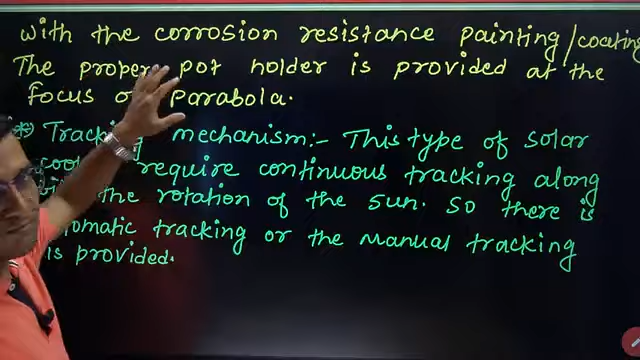 with the corrosion resistance painting/coating
The proper pot holder is provided at the
focus of parabola.
Tracking mechanism:- This type of solar
require continuous tracking along
the rotation of the Sun. So there is
tracking or the Manual tracking
is provided.